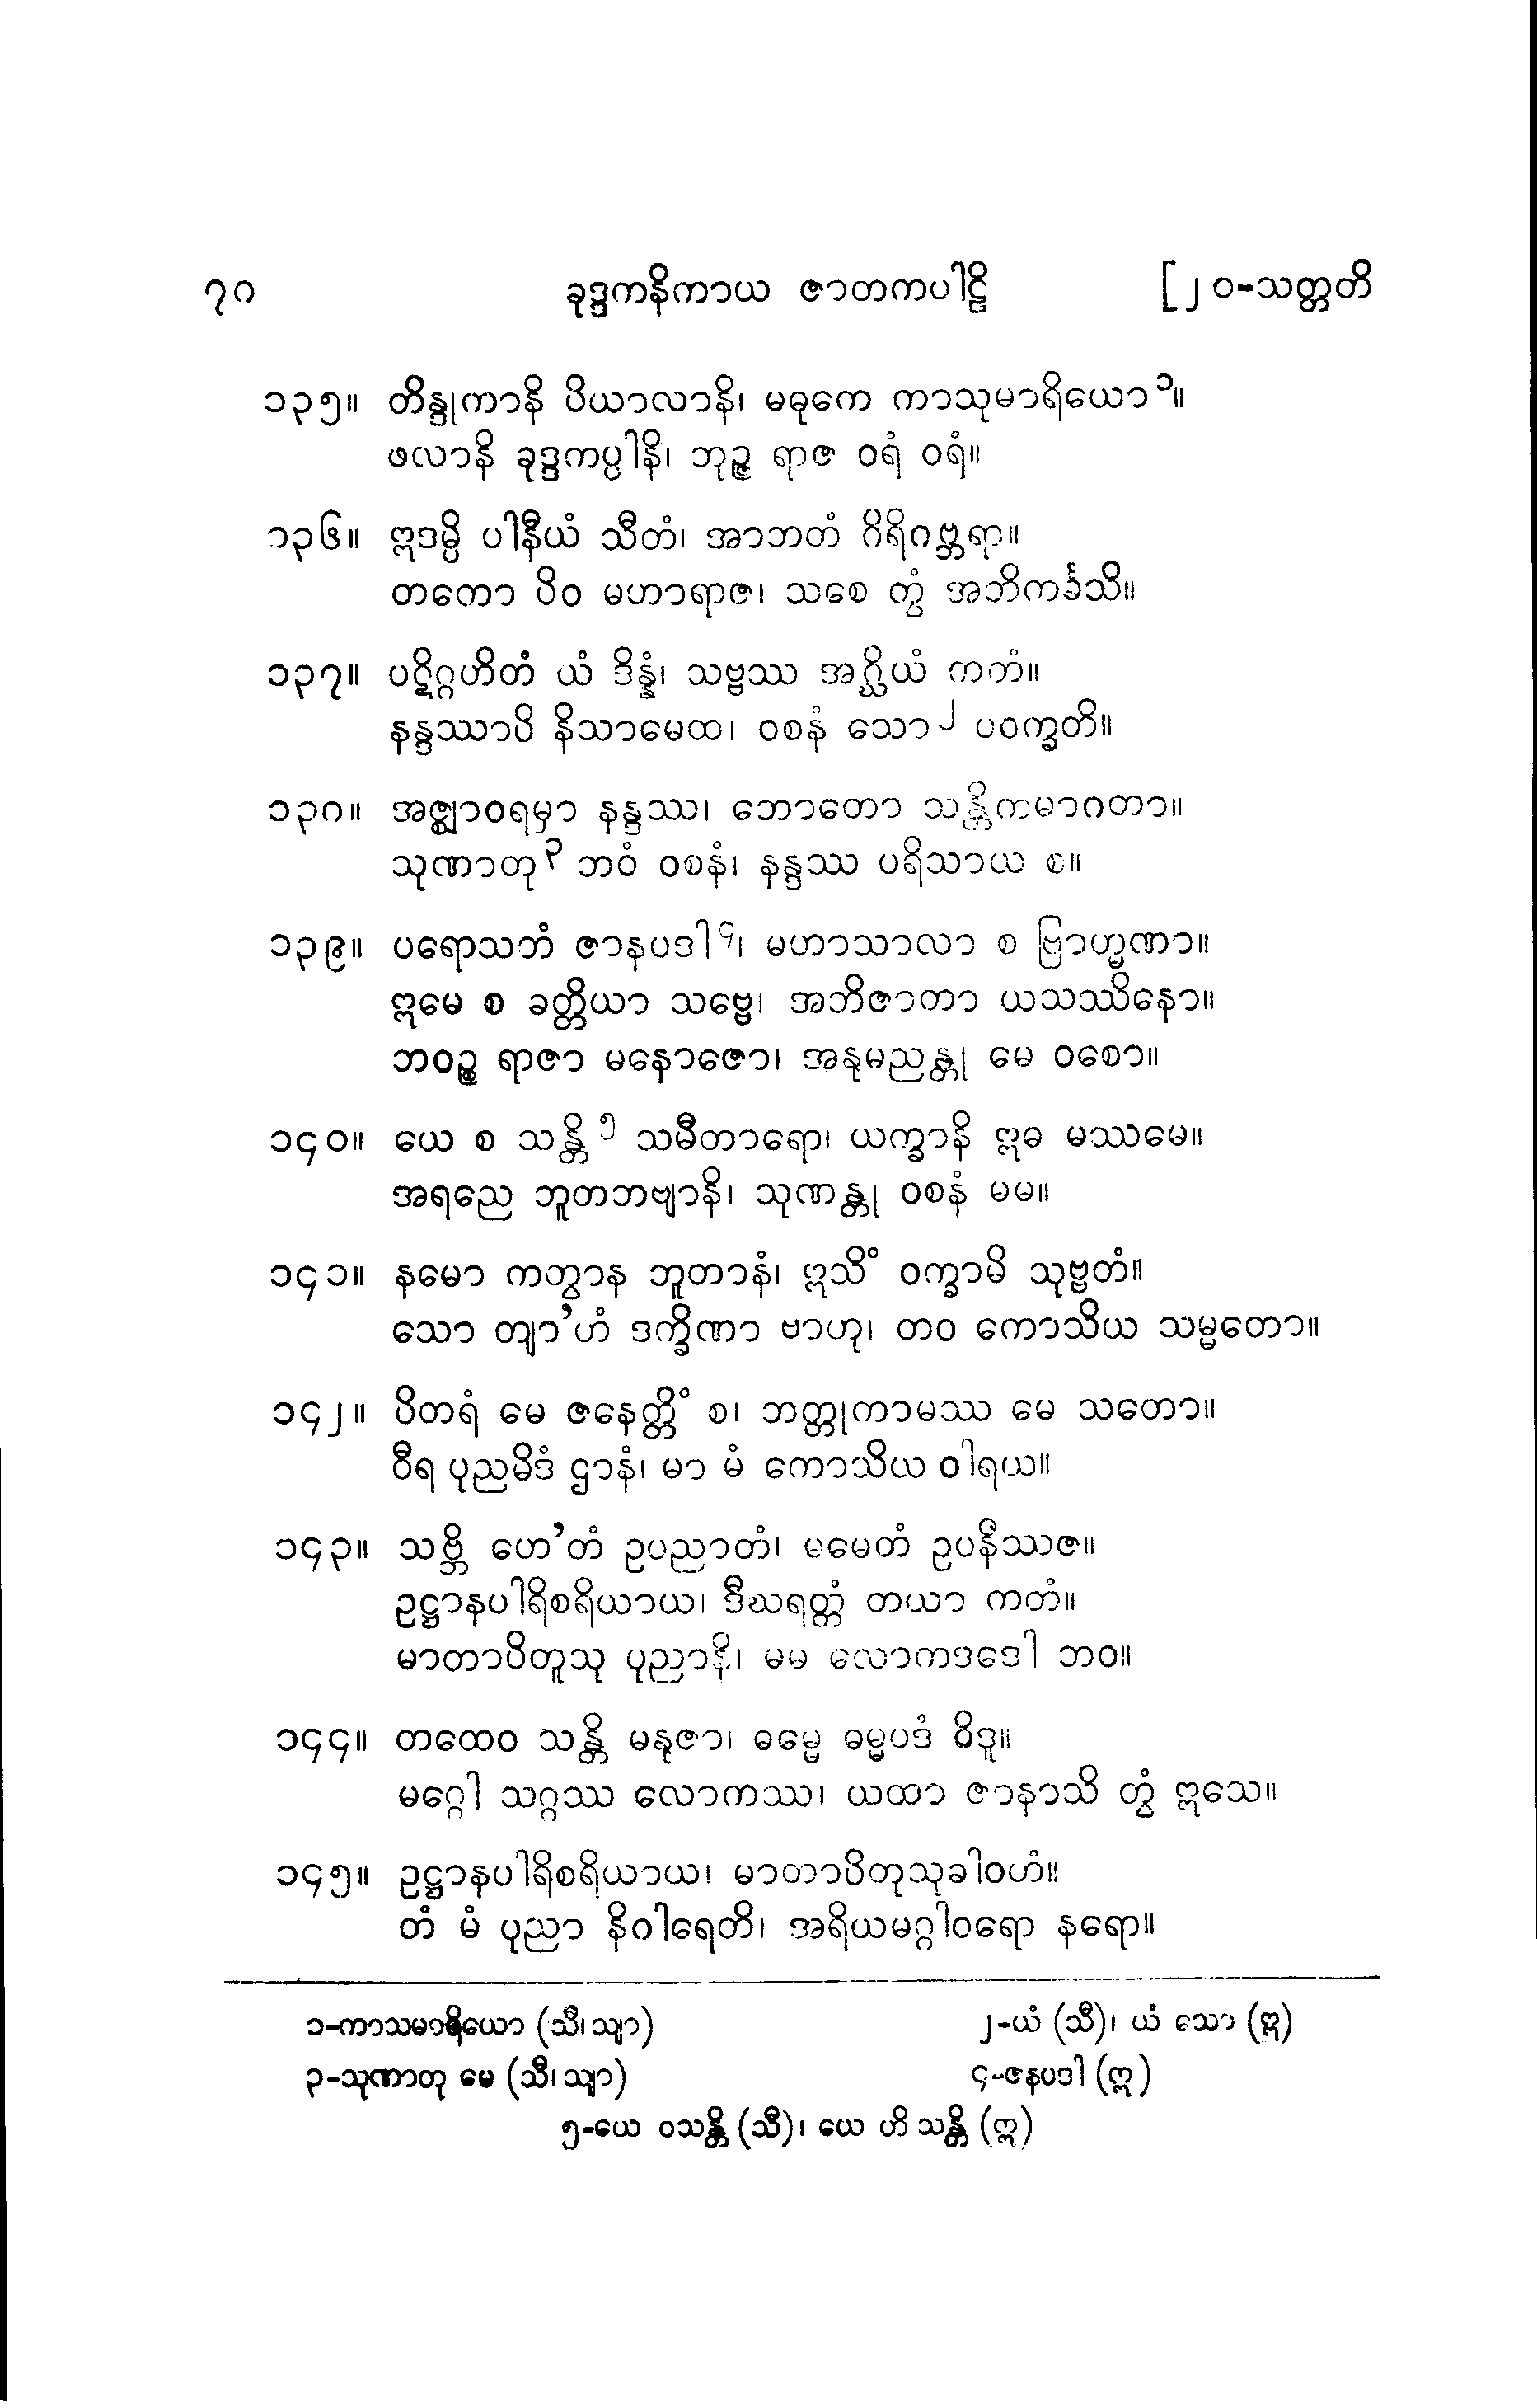 ၇၈ ခုဒ္ဒကနိကာယ ဇာတကပါဠိ [၂၀-သတ္တတိ
၁၃၅။ တိန္ဒုကာနိ ပိယာလာနိ၊ မဓုကေ ကာသုမာရိယော၁။
ဖလာနိ ခုဒ္ဒကပ္ပါနိ၊ ဘုဉ္ဇ ရာဇ ဝရံ ဝရံ။
၁၃၆။ ဣဒမ္ပိ ပါနီယံ သီတံ၊ အာဘတံ ဂိရိဂဗ္ဘရာ။
တတော ပိဝ မဟာရာဇ၊ သစေ တွံ အဘိကင်္ခသိ။
၁၃၇။ ပဋိဂ္ဂဟိတံ ယံ ဒိန္နံ၊ သဗ္ဗဿ အဂ္ဃိယံ ကတံ။
နန္ဒဿာပိ နိသာမေထ၊ ဝစနံ သော၂ ပဝက္ခတိ။
၁၃၈။ အဇ္ဈာဝရမှာ နန္ဒဿ၊ ဘောတော သန္တိကမာဂတာ။
သုဏာတု၃ ဘဝံ ဝစနံ၊ နန္ဒဿ ပရိသာယ စ။
၁၃၉။ ပရောသတံ ဇာနပဒါ၄၊ မဟာသာလာ စ ဗြာဟ္မဏာ။
ဣမေ စ ခတ္တိယာ သဗ္ဗေ၊ အဘိဇာတာ ယသဿိနော။
ဘဝဉ္စ ရာဇာ မနောဇော၊ အနုမညန္တု မေ ဝစော။
၁၄၀။ ယေ စ သန္တိ၅ သမီတာရော၊ ယက္ခာနိ ဣဓ မဿမေ။
အရညေ ဘူတဘဗျာနိ၊ သုဏန္တု ဝစနံ မမ။
၁၄၁။ နမော ကတွာန ဘူတာနံ၊ ဣသိံ ဝက္ခာမိ သုဗ္ဗတံ။
သော တျာ’ဟံ ဒက္ခိဏာ ဗာဟု၊ တဝ ကောသိယ သမ္မတော။
၁၄၂။ ပိတရံ မေ ဇနေတ္တိံ စ၊ ဘတ္တုကာမဿ မေ သတော။
ဝီရ ပုညမိဒံ ဌာနံ၊ မာ မံ ကောသိယ ဝါရယ။
၁၄၃။ သဗ္ဘိ ဟေ’တံ ဥပညာတံ၊ မမေတံ ဥပနိဿဇ။
ဥဋ္ဌာနပါရိစရိယာယ၊ ဒီဃရတ္တံ တယာ ကတံ။
မာတာပိတူသု ပုညာနိ၊ မမ လောကဒဒေါ ဘဝ။
၁၄၄။ တထေဝ သန္တိ မနုဇာ၊ ဓမ္မေ ဓမ္မပဒံ ဝိဒူ။
မဂ္ဂေါ သဂ္ဂဿ လောကဿ၊ ယထာ ဇာနာသိ တွံ ဣသေ။
၁၄၅။ ဥဋ္ဌာနပါရိစရိယာယ၊ မာတာပိတုသုခါဝဟံ။
တံ မံ ပုညာ နိဝါရေတိ၊ အရိယမဂ္ဂါဝရော နရော။
၁-ကာသမာရိယော (သီ၊ သျာ) ၂-ယံ (သီ)၊ ယံ သော (ဣ)
၃-သုဏာတု မေ (သီ၊ သျာ) ၄-ဇနပဒါ (ဣ)
၅-ယေ ဝသန္တိ (သီ)၊ ယေ ဟိ သန္တိ (ဣ)